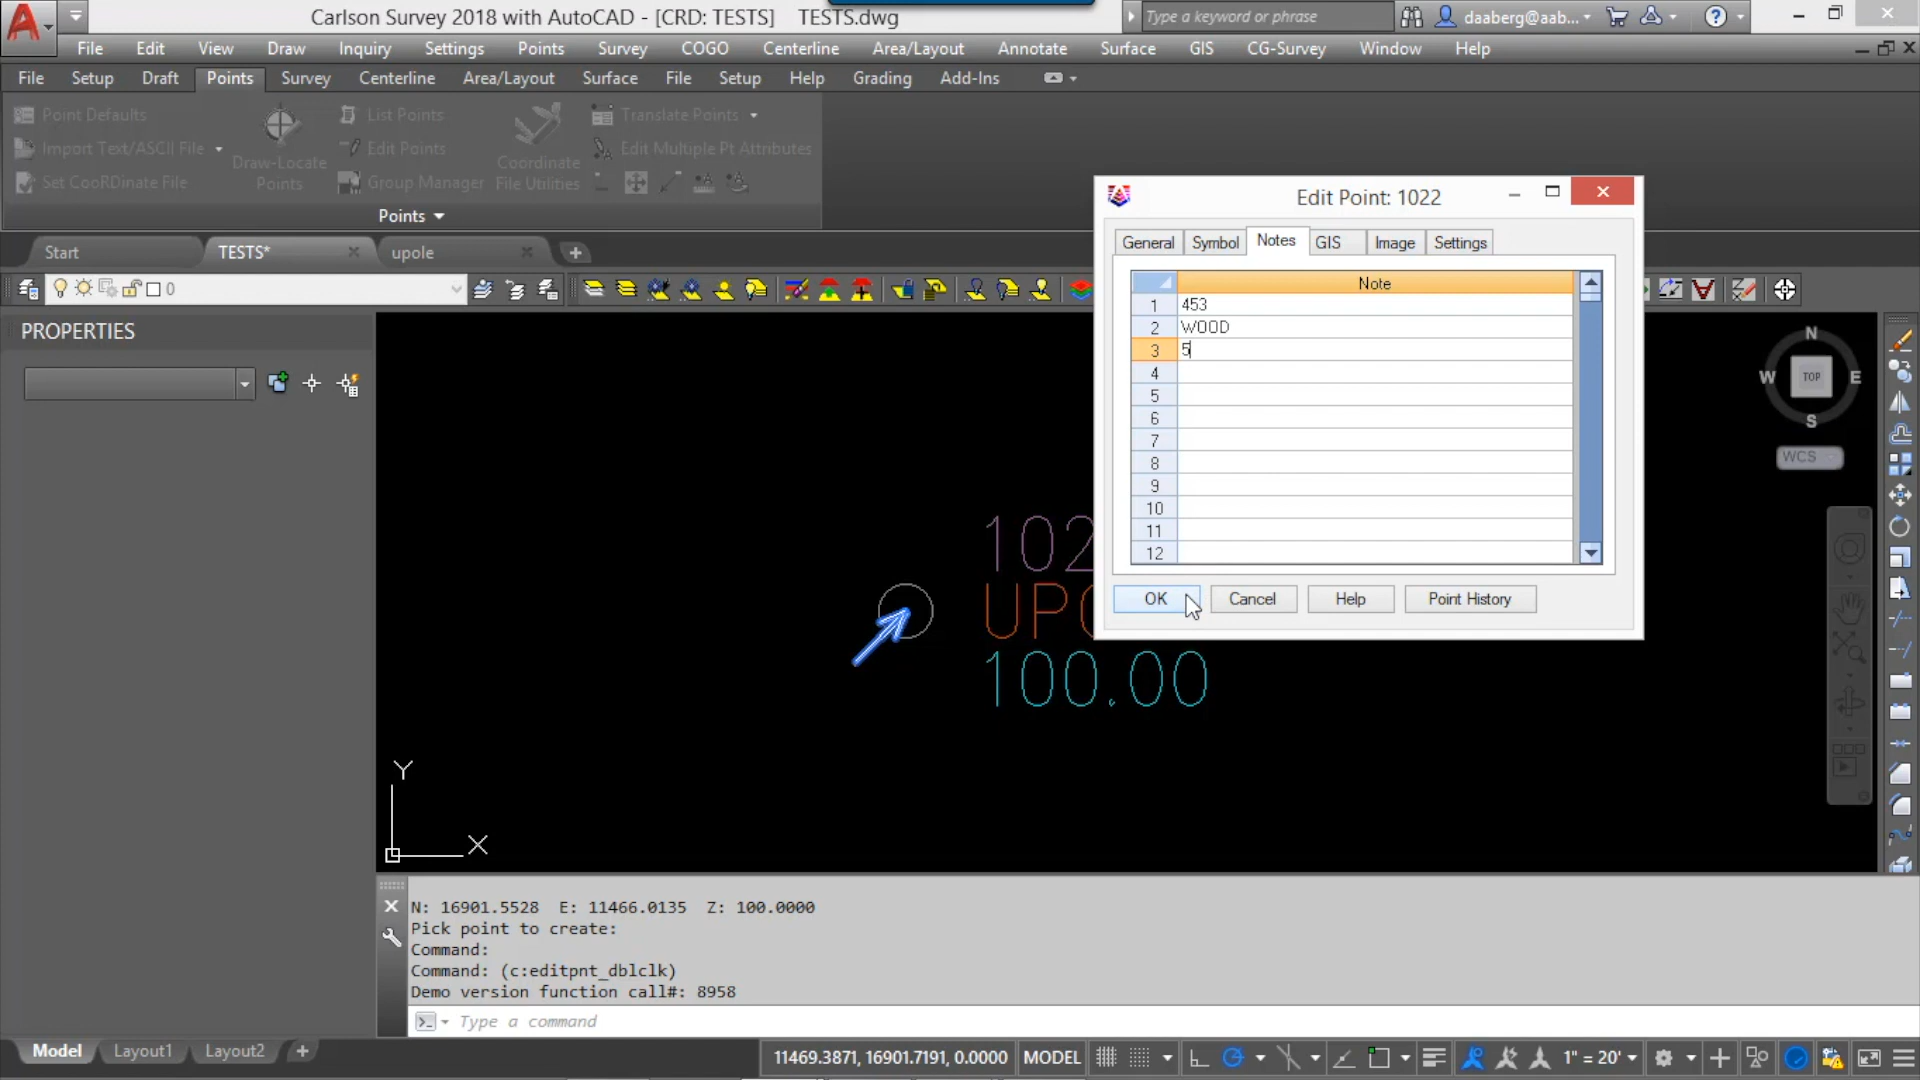 Carlson Survey 2018 with AutoCAD - [CRD: TESTS] TESTS.dwg
Type a keyword or phrase
daaberg@aab...
File Edit View Draw Inquiry Settings Points Survey COGO Centerline Area/Layout Annotate Surface GIS CG-Survey Window Help
File Setup Draft Points Survey Centerline Area/Layout Surface File Setup Help Grading Add-Ins
Point Defaults
Import Text/ASCII File
Set CooRDinate File
Draw-Locate
Points
List Points
Edit Points
Group Manager
Coordinate
File Utilities
Translate Points
Edit Multiple Pt Attributes
Points
Start TESTS* upole
0
PROPERTIES
Edit Point: 1022
General Symbol Notes GIS Image Settings
Note
1 453
2 WOOD
3 5
4
5
6
7
8
9
10
11
12
OK Cancel Help Point History
102
UPO
100.00
N
W TOP E
S
WCS
Y
X
N: 16901.5528 E: 11466.0135 Z: 100.0000
Pick point to create:
Command:
Command: (c:editpnt_dblclk)
Demo version function call#: 8958
Type a command
Model Layout1 Layout2
11469.3871, 16901.7191, 0.0000 MODEL 1" = 20'